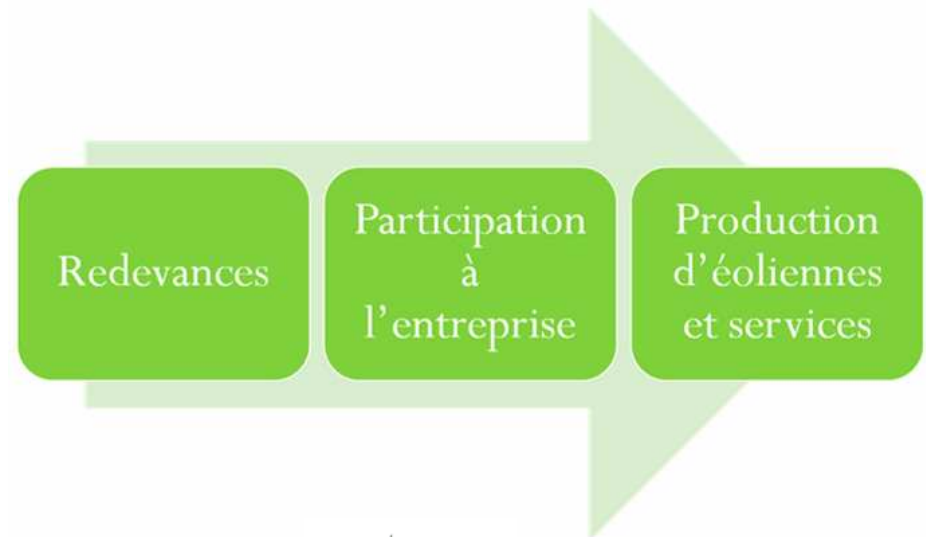 Redevances
Participation
à
l'entreprise
Production
d'éoliennes
et services